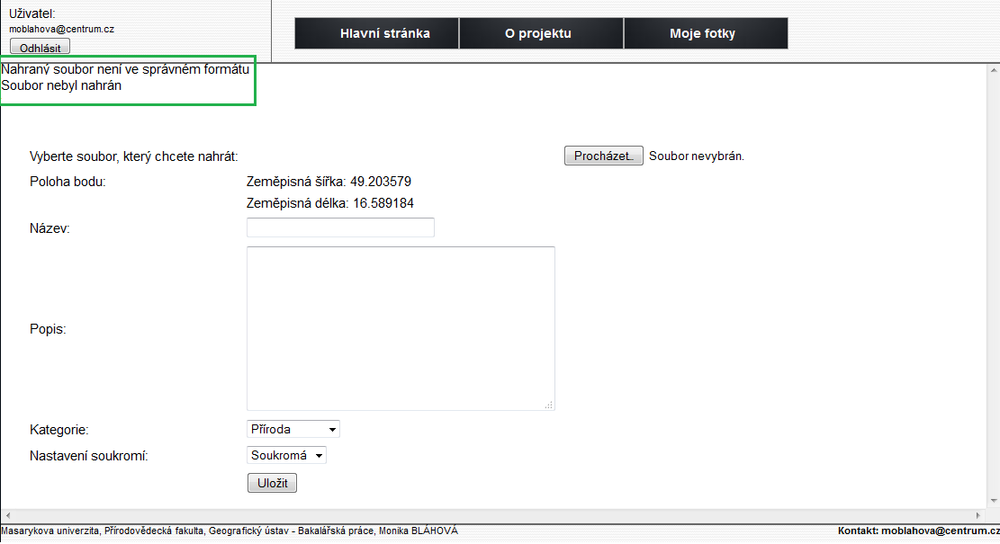 Uživatel:
moblahova@centrum.cz
Odhlásit
Hlavní stránka
O projektu
Moje fotky
Nahraný soubor není ve správném formátu
Soubor nebyl nahrán
Vyberte soubor, který chcete nahrát:
Procházet..
Soubor nevybrán.
Poloha bodu:
Zeměpisná šířka: 49.203579
Zeměpisná délka: 16.589184
Název:
Popis:
Kategorie:
Příroda
Nastavení soukromí:
Soukromá
Uložit
Masarykova univerzita, Přírodovědecká fakulta, Geografický ústav - Bakalářská práce, Monika BLÁHOVÁ
Kontakt: moblahova@centrum.cz